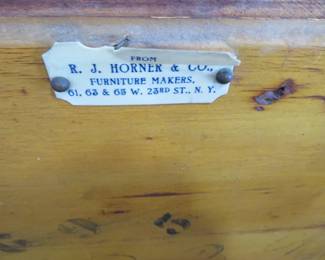 FROM
R. J. HORNER & CO.,
FURNITURE MAKERS,
61, 63 & 65 W. 23RD ST., N. Y.